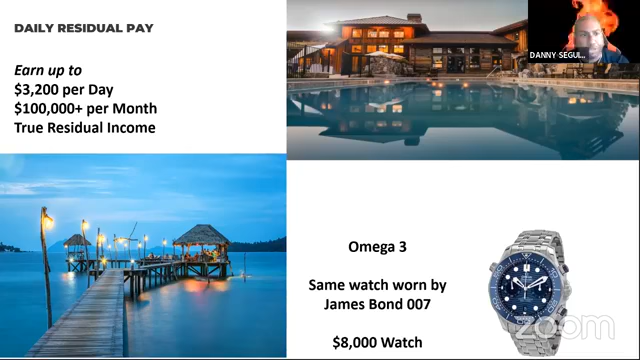 DAILY RESIDUAL PAY
DANNY SEGUI...
Earn up to
$3,200 per Day
$100,000+ per Month
True Residual Income
Omega 3
Same watch worn by
James Bond 007
$8,000 Watch
zoom